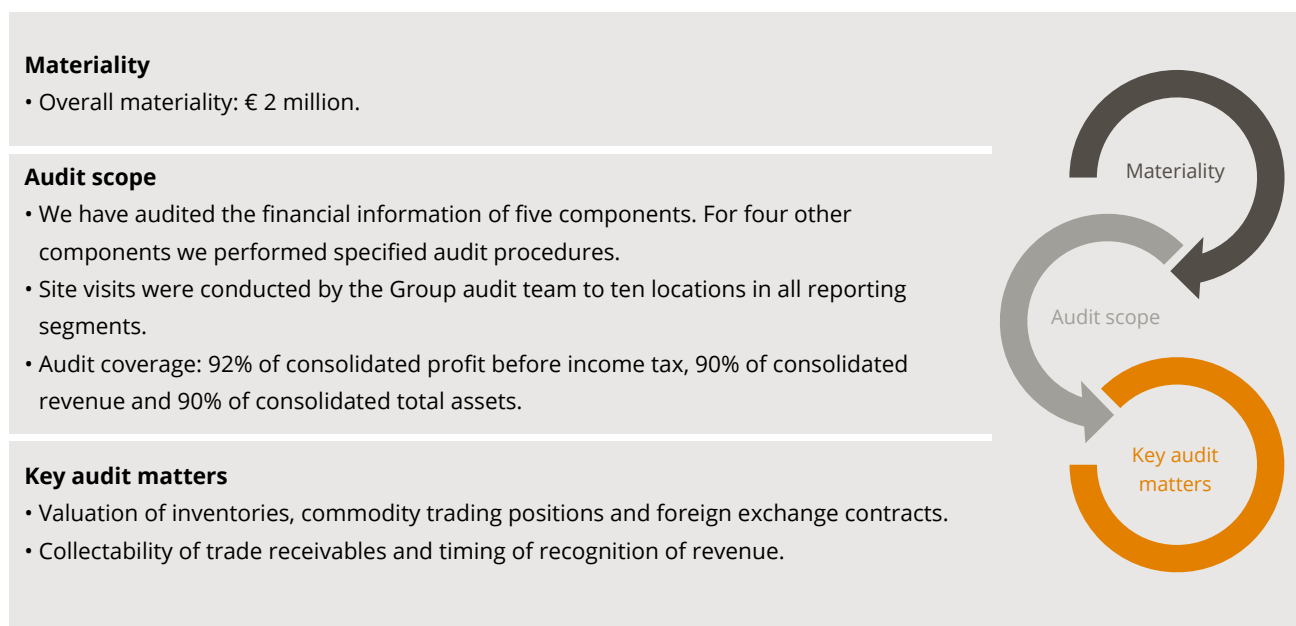 Materiality
• Overall materiality: € 2 million.
Audit scope
• We have audited the financial information of five components. For four other
components we performed specified audit procedures.
• Site visits were conducted by the Group audit team to ten locations in all reporting
segments.
• Audit coverage: 92% of consolidated profit before income tax, 90% of consolidated
revenue and 90% of consolidated total assets.
Key audit matters
• Valuation of inventories, commodity trading positions and foreign exchange contracts.
• Collectability of trade receivables and timing of recognition of revenue.
Materiality
Audit scope
Key audit
matters